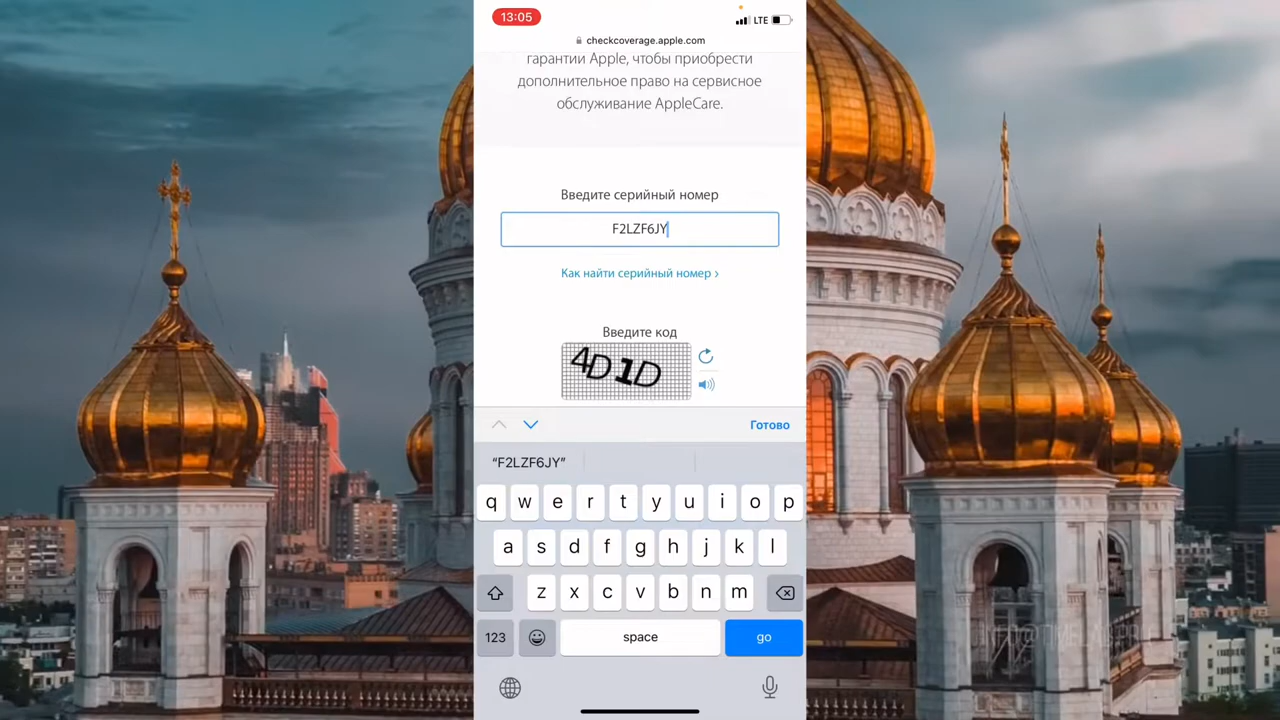 13:05
LTE
checkcoverage.apple.com
гарантии Apple, чтобы приобрести
дополнительное право на сервисное
обслуживание AppleCare.
Введите серийный номер
F2LZF6JY
Как найти серийный номер ›
Введите код
4D1D
Готово
“F2LZF6JY”
q w e r t y u i o p
a s d f g h j k l
z x c v b n m
123 space go